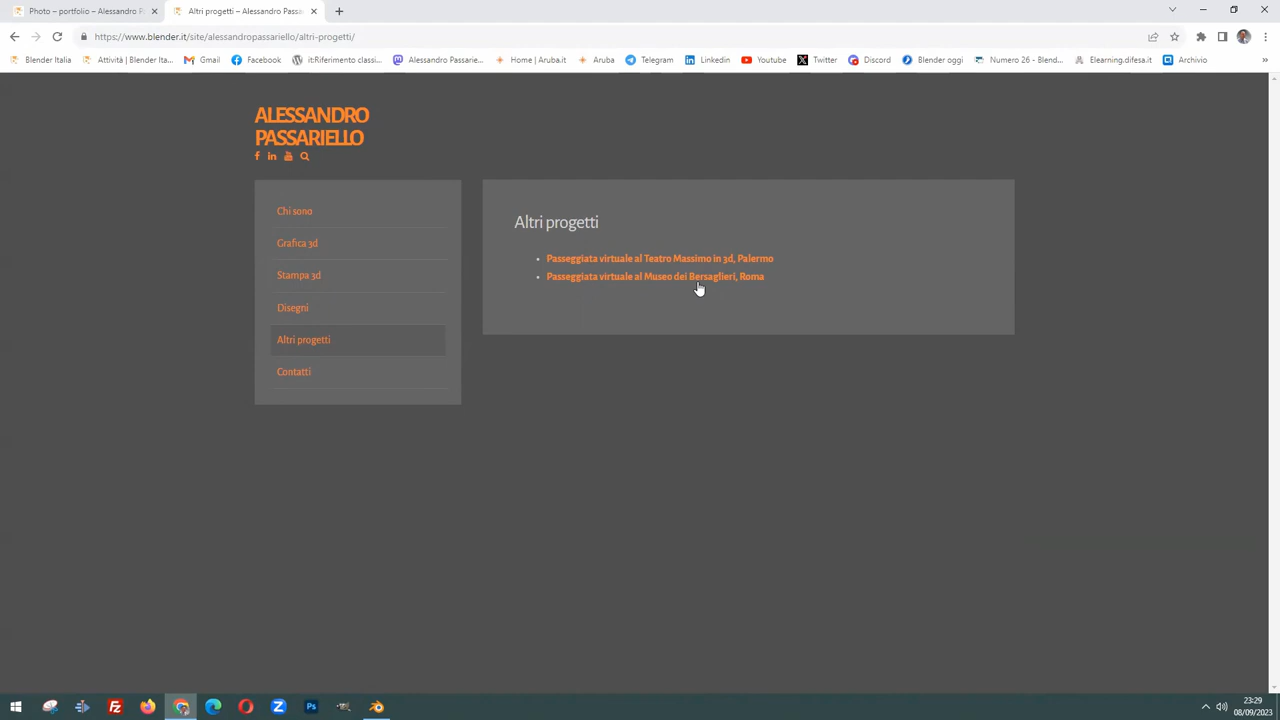 Photo – portfolio – Alessandro P
Altri progetti – Alessandro Passa
https://www.blender.it/site/alessandropassariello/altri-progetti/
Blender Italia
Attività | Blender Ita...
Gmail
Facebook
it:Riferimento classi...
Alessandro Passarie...
Home | Aruba.it
Aruba
Telegram
Linkedin
Youtube
Twitter
Discord
Blender oggi
Numero 26 - Blend...
Elearning.difesa.it
Archivio
»
ALESSANDRO
PASSARIELLO
Chi sono
Grafica 3d
Stampa 3d
Disegni
Altri progetti
Contatti
Altri progetti
• Passeggiata virtuale al Teatro Massimo in 3d, Palermo
• Passeggiata virtuale al Museo dei Bersaglieri, Roma
23:29
08/09/2023